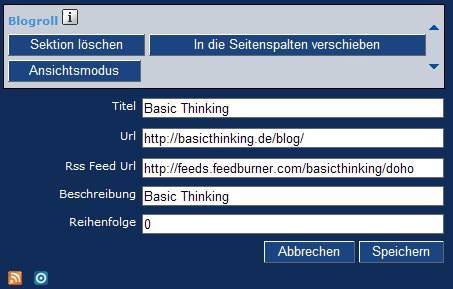 Blogroll i
Sektion löschen In die Seitenspalten verschieben
Ansichtsmodus
Titel Basic Thinking
Url http://basicthinking.de/blog/
Rss Feed Url http://feeds.feedburner.com/basicthinking/doho
Beschreibung Basic Thinking
Reihenfolge 0
Abbrechen Speichern